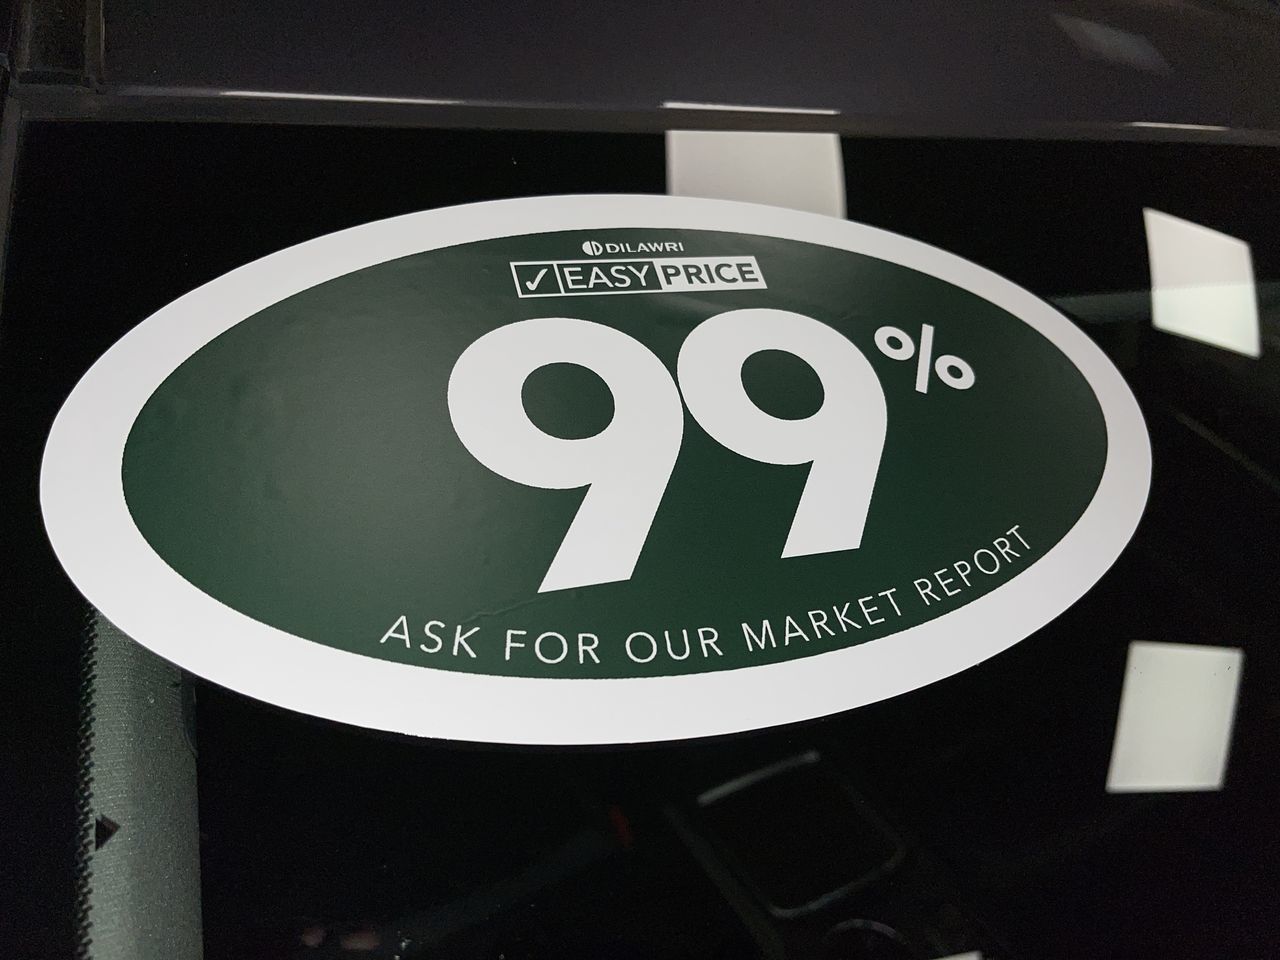 DILAWRI
✓ EASY PRICE
99%
ASK FOR OUR MARKET REPORT